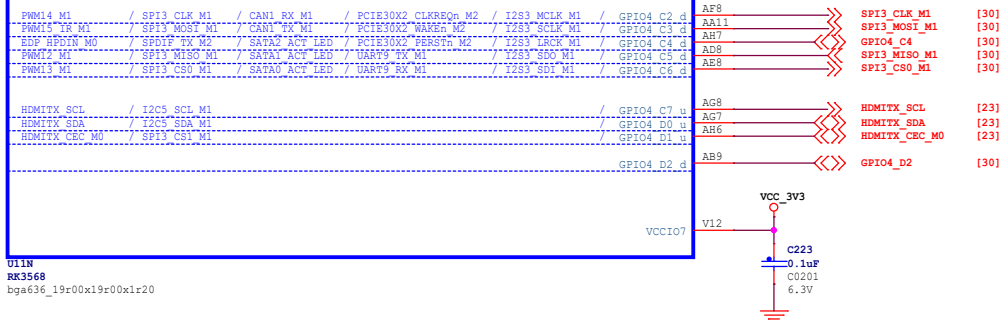 PWM14_M1 / SPI3_CLK_M1 / CAN1_RX_M1 / PCIE30X2_CLKREQn_M2 / I2S3_MCLK_M1 / GPIO4_C2_d AF8 SPI3_CLK_M1 [30]
PWM15_IR_M1 / SPI3_MOSI_M1 / CAN1_TX_M1 / PCIE30X2_WAKEn_M2 / I2S3_SCLK_M1 / GPIO4_C3_d AA11 SPI3_MOSI_M1 [30]
EDP_HPDIN_M0 / SPDIF_TX_M2 / SATA2_ACT_LED / PCIE30X2_PERSTn_M2 / I2S3_LRCK_M1 / GPIO4_C4_d AH7 GPIO4_C4 [30]
PWM12_M1 / SPI3_MISO_M1 / SATA1_ACT_LED / UART9_TX_M1 / I2S3_SDO_M1 / GPIO4_C5_d AD8 SPI3_MISO_M1 [30]
PWM13_M1 / SPI3_CS0_M1 / SATA0_ACT_LED / UART9_RX_M1 / I2S3_SDI_M1 / GPIO4_C6_d AE8 SPI3_CS0_M1 [30]
HDMITX_SCL / I2C5_SCL_M1 / GPIO4_C7_u AG8 HDMITX_SCL [23]
HDMITX_SDA / I2C5_SDA_M1 / GPIO4_D0_u AG7 HDMITX_SDA [23]
HDMITX_CEC_M0 / SPI3_CS1_M1 / GPIO4_D1_u AH6 HDMITX_CEC_M0 [23]
GPIO4_D2_d AB9 GPIO4_D2 [30]
VCC_3V3
VCCIO7 V12
C223
0.1uF
C0201
6.3V
U11N
RK3568
bga636_19r00x19r00x1r20